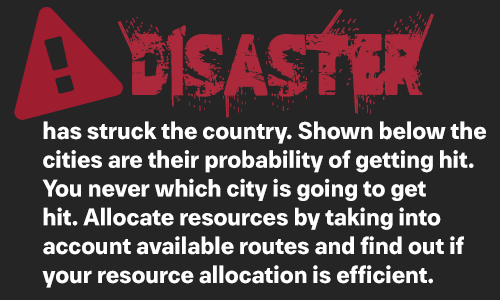 DISASTER
has struck the country. Shown below the
cities are their probability of getting hit.
You never which city is going to get
hit. Allocate resources by taking into
account available routes and find out if
your resource allocation is efficient.